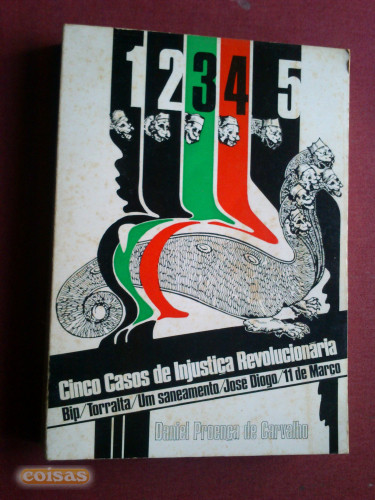 1 2 3 4 5
Cinco Casos de Injustiça Revolucionária
Bip/Torralta/Um saneamento/Jose Diogo/11 de Março
Daniel Proença de Carvalho
coisas